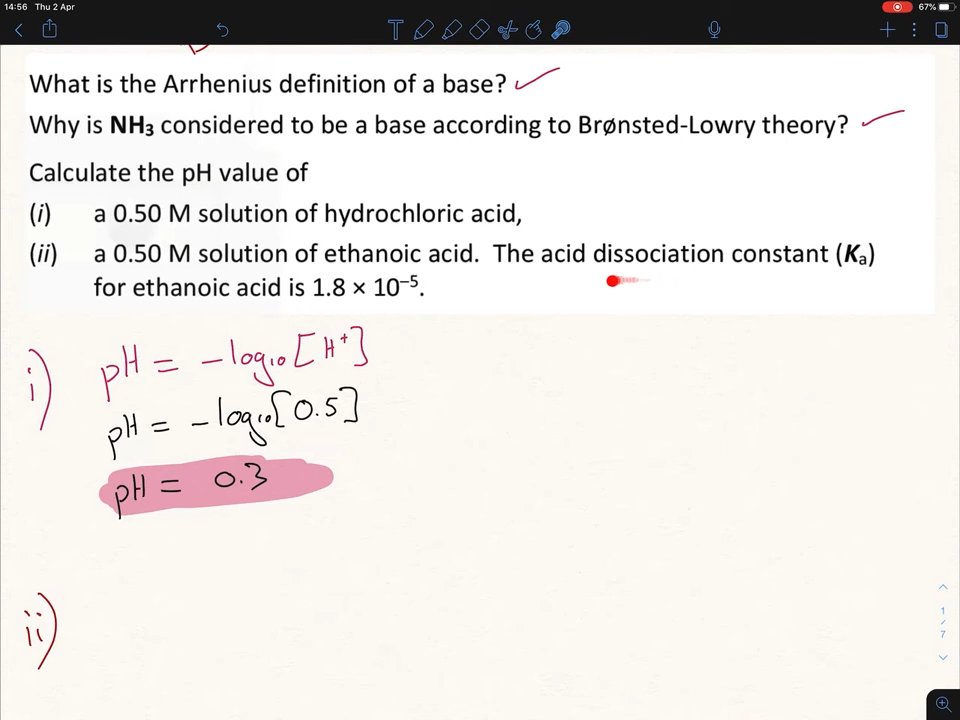 14:56 Thu 2 Apr
67%
What is the Arrhenius definition of a base?
Why is NH₃ considered to be a base according to Brønsted-Lowry theory?
Calculate the pH value of
(i) a 0.50 M solution of hydrochloric acid,
(ii) a 0.50 M solution of ethanoic acid. The acid dissociation constant (Kₐ)
for ethanoic acid is 1.8 × 10⁻⁵.
i) pH = -log₁₀[H⁺]
pH = -log₁₀[0.5]
pH = 0.3
ii)
1
/
7